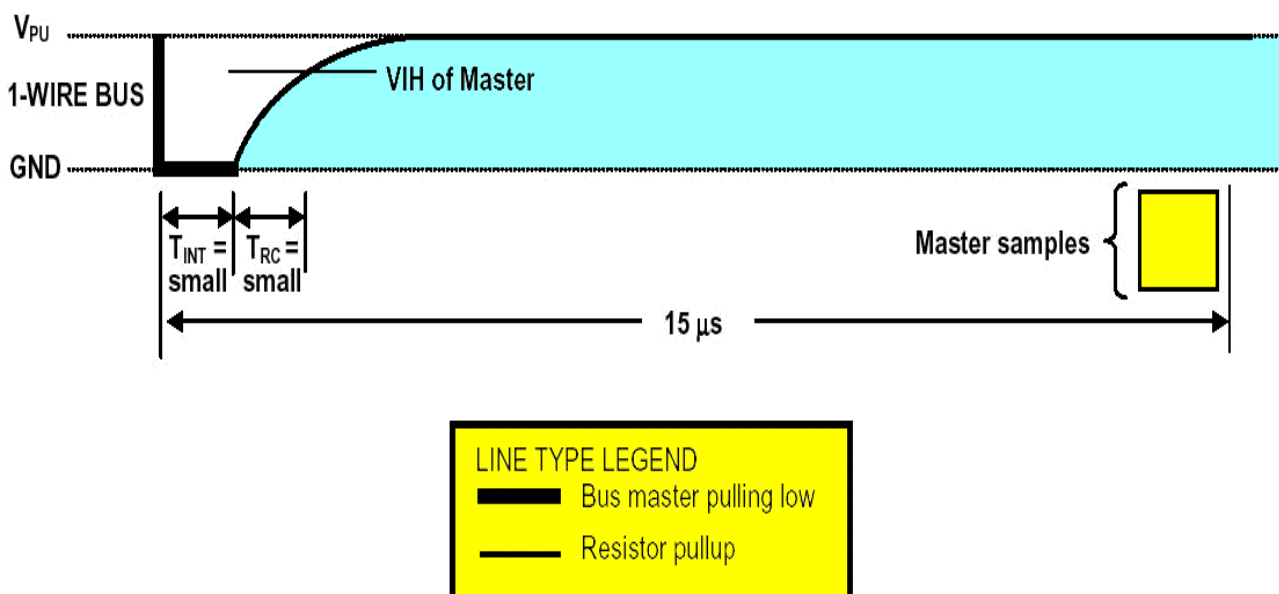 VPU
1-WIRE BUS
VIH of Master
GND
TINT =
small
TRC =
small
Master samples
15 μs
LINE TYPE LEGEND
Bus master pulling low
Resistor pullup